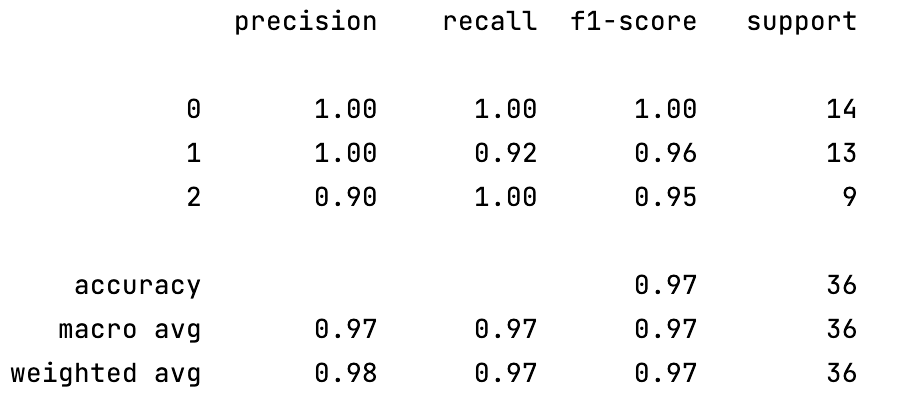 precision recall f1-score support
0 1.00 1.00 1.00 14
1 1.00 0.92 0.96 13
2 0.90 1.00 0.95 9
accuracy 0.97 36
macro avg 0.97 0.97 0.97 36
weighted avg 0.98 0.97 0.97 36